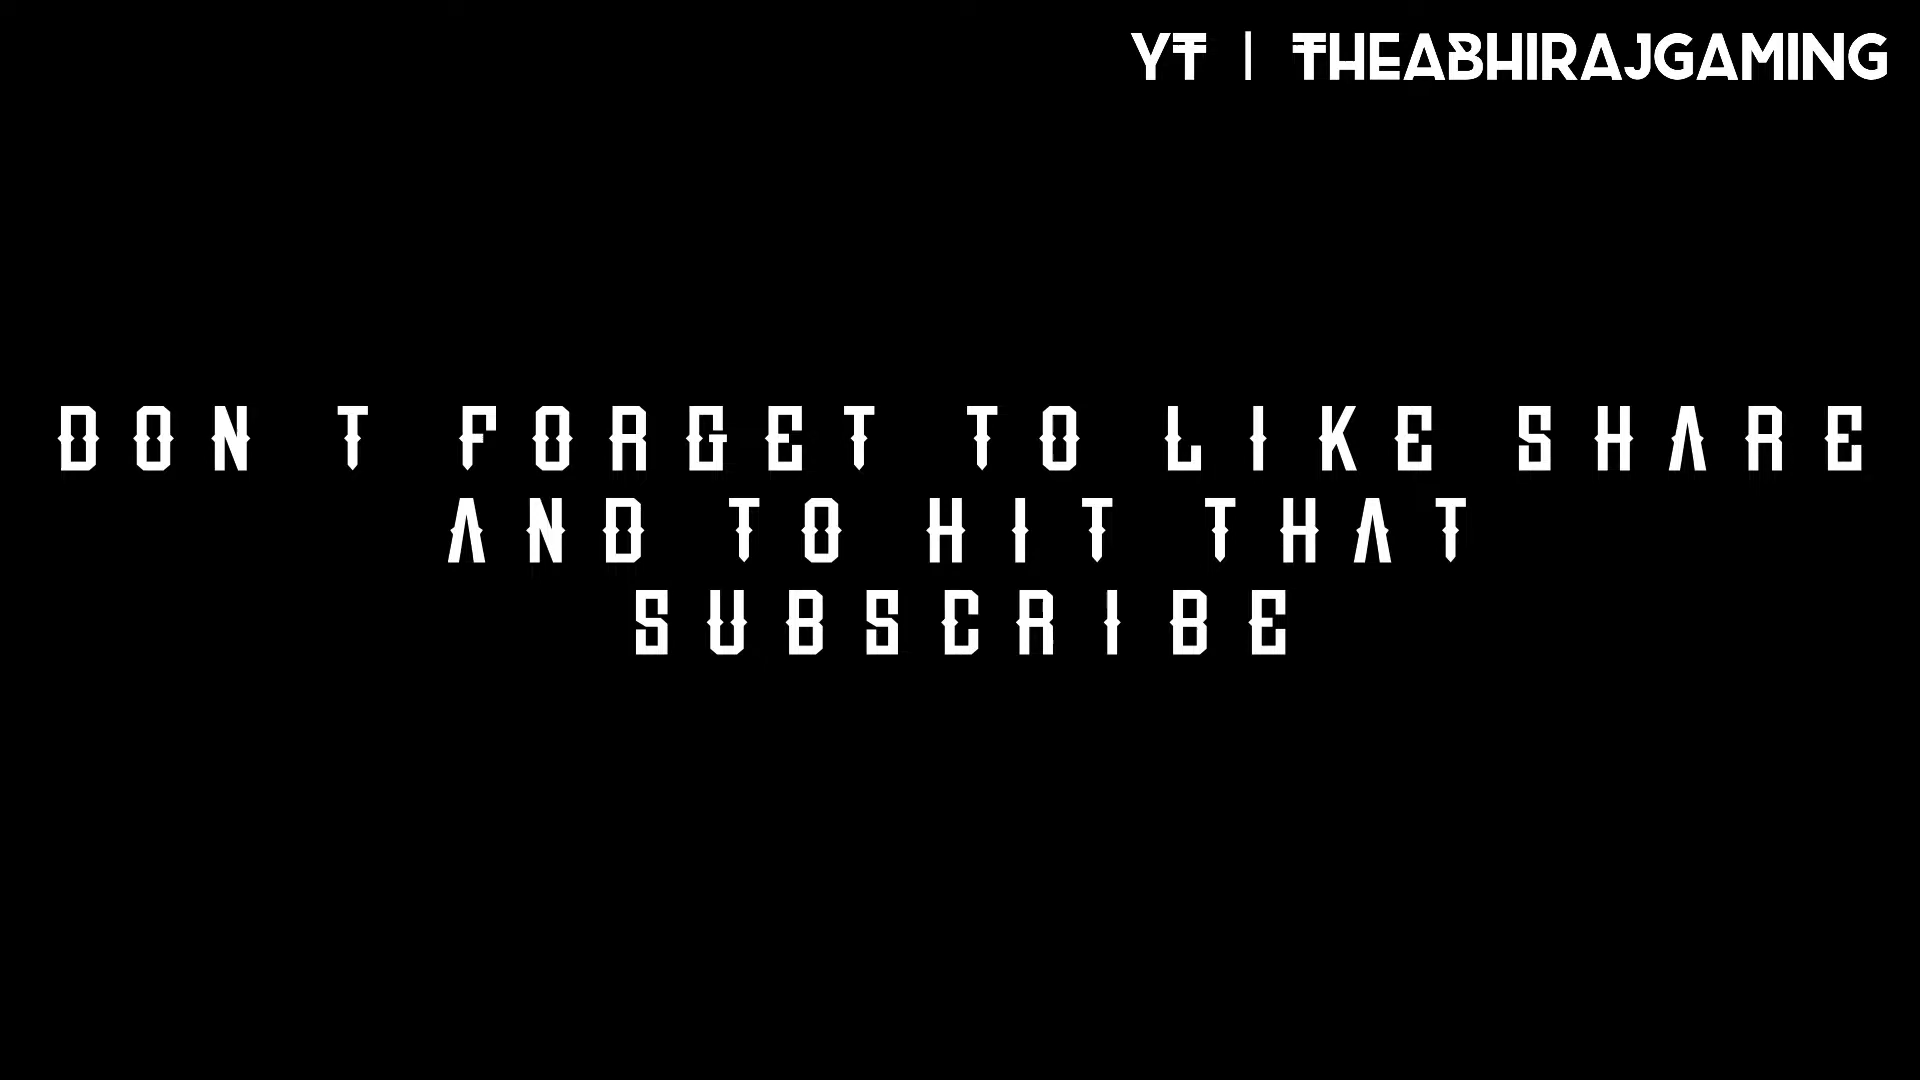 YT | THEABHIRAJGAMING
DON T FORGET TO LIKE SHARE
AND TO HIT THAT
SUBSCRIBE